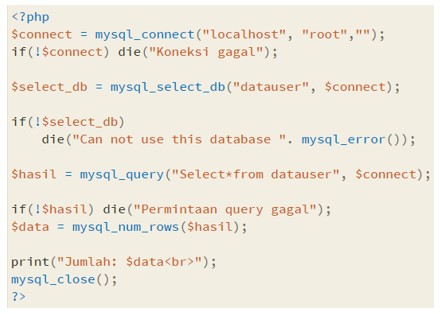 <?php
$connect = mysql_connect("localhost", "root","");
if(!$connect) die("Koneksi gagal");
$select_db = mysql_select_db("datauser", $connect);
if(!$select_db)
die("Can not use this database ". mysql_error());
$hasil = mysql_query("Select*from datauser", $connect);
if(!$hasil) die("Permintaan query gagal");
$data = mysql_num_rows($hasil);
print("Jumlah: $data<br>");
mysql_close();
?>